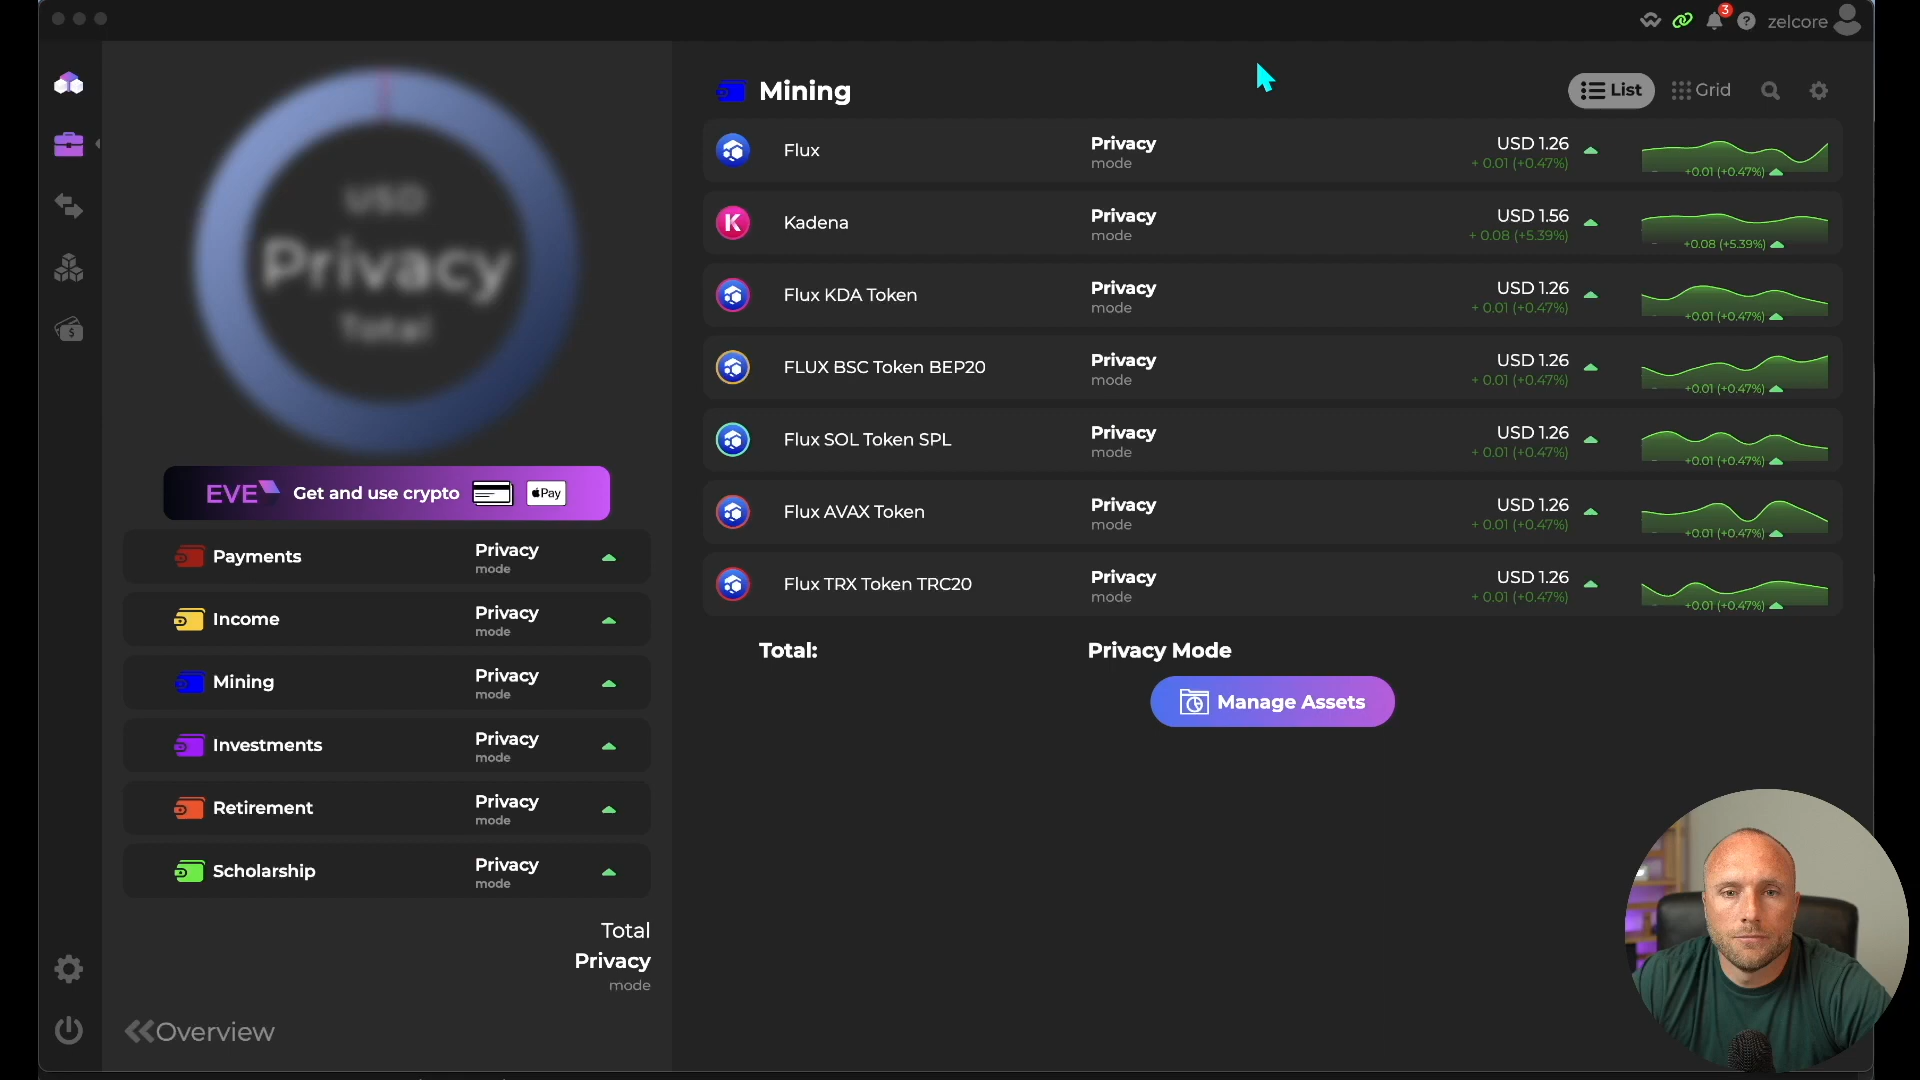 3
zelcore
USD
Privacy
Total
EVE Get and use crypto Pay
Payments Privacy
mode
Income Privacy
mode
Mining Privacy
mode
Investments Privacy
mode
Retirement Privacy
mode
Scholarship Privacy
mode
Total
Privacy
mode
Overview
Mining List Grid
Flux Privacy USD 1.26
mode + 0.01 (+0.47%) +0.01 (+0.47%)
K Kadena Privacy USD 1.56
mode + 0.08 (+5.39%) +0.08 (+5.39%)
Flux KDA Token Privacy USD 1.26
mode + 0.01 (+0.47%) +0.01 (+0.47%)
FLUX BSC Token BEP20 Privacy USD 1.26
mode + 0.01 (+0.47%) +0.01 (+0.47%)
Flux SOL Token SPL Privacy USD 1.26
mode + 0.01 (+0.47%) +0.01 (+0.47%)
Flux AVAX Token Privacy USD 1.26
mode + 0.01 (+0.47%) +0.01 (+0.47%)
Flux TRX Token TRC20 Privacy USD 1.26
mode + 0.01 (+0.47%) +0.01 (+0.47%)
Total: Privacy Mode
Manage Assets